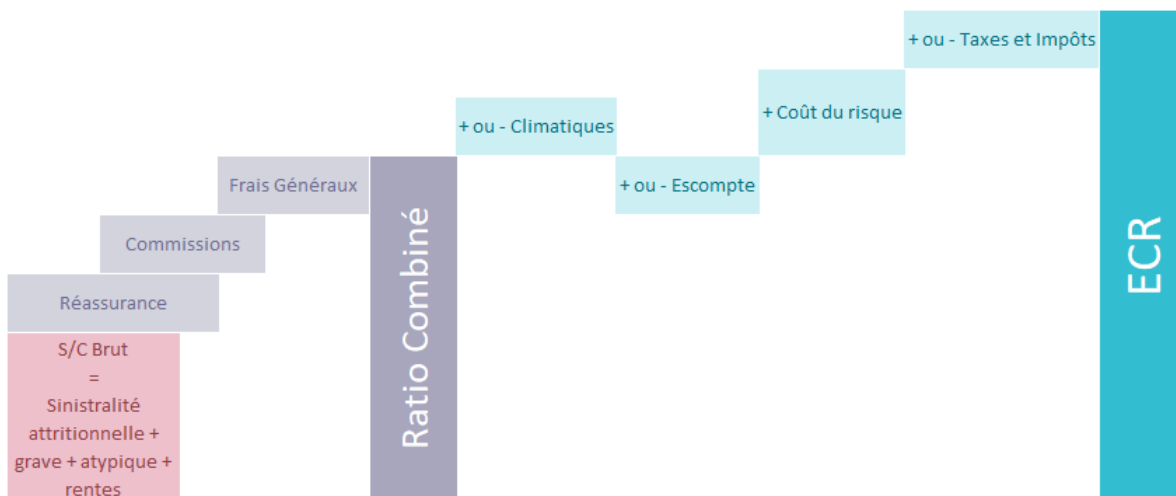 + ou - Taxes et Impôts
+ ou - Climatiques
+ Coût du risque
Frais Généraux
+ ou - Escompte
Commissions
Réassurance
S/C Brut
=
Sinistralité
attritionnelle +
grave + atypique +
rentes
Ratio Combiné
ECR